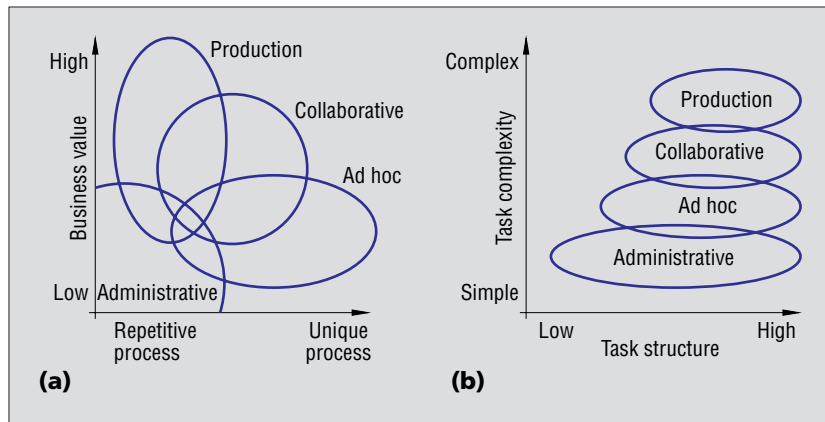 High
Business value
Low
Production
Collaborative
Ad hoc
Administrative
Repetitive
process
Unique
process
(a)
Complex
Task complexity
Simple
Production
Collaborative
Ad hoc
Administrative
Low
High
Task structure
(b)